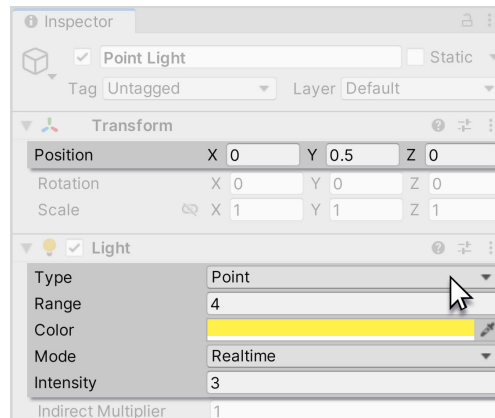 Inspector
Point Light Static
Tag Untagged Layer Default
Transform
Position X 0 Y 0.5 Z 0
Rotation X 0 Y 0 Z 0
Scale X 1 Y 1 Z 1
Light
Type Point
Range 4
Color
Mode Realtime
Intensity 3
Indirect Multiplier 1